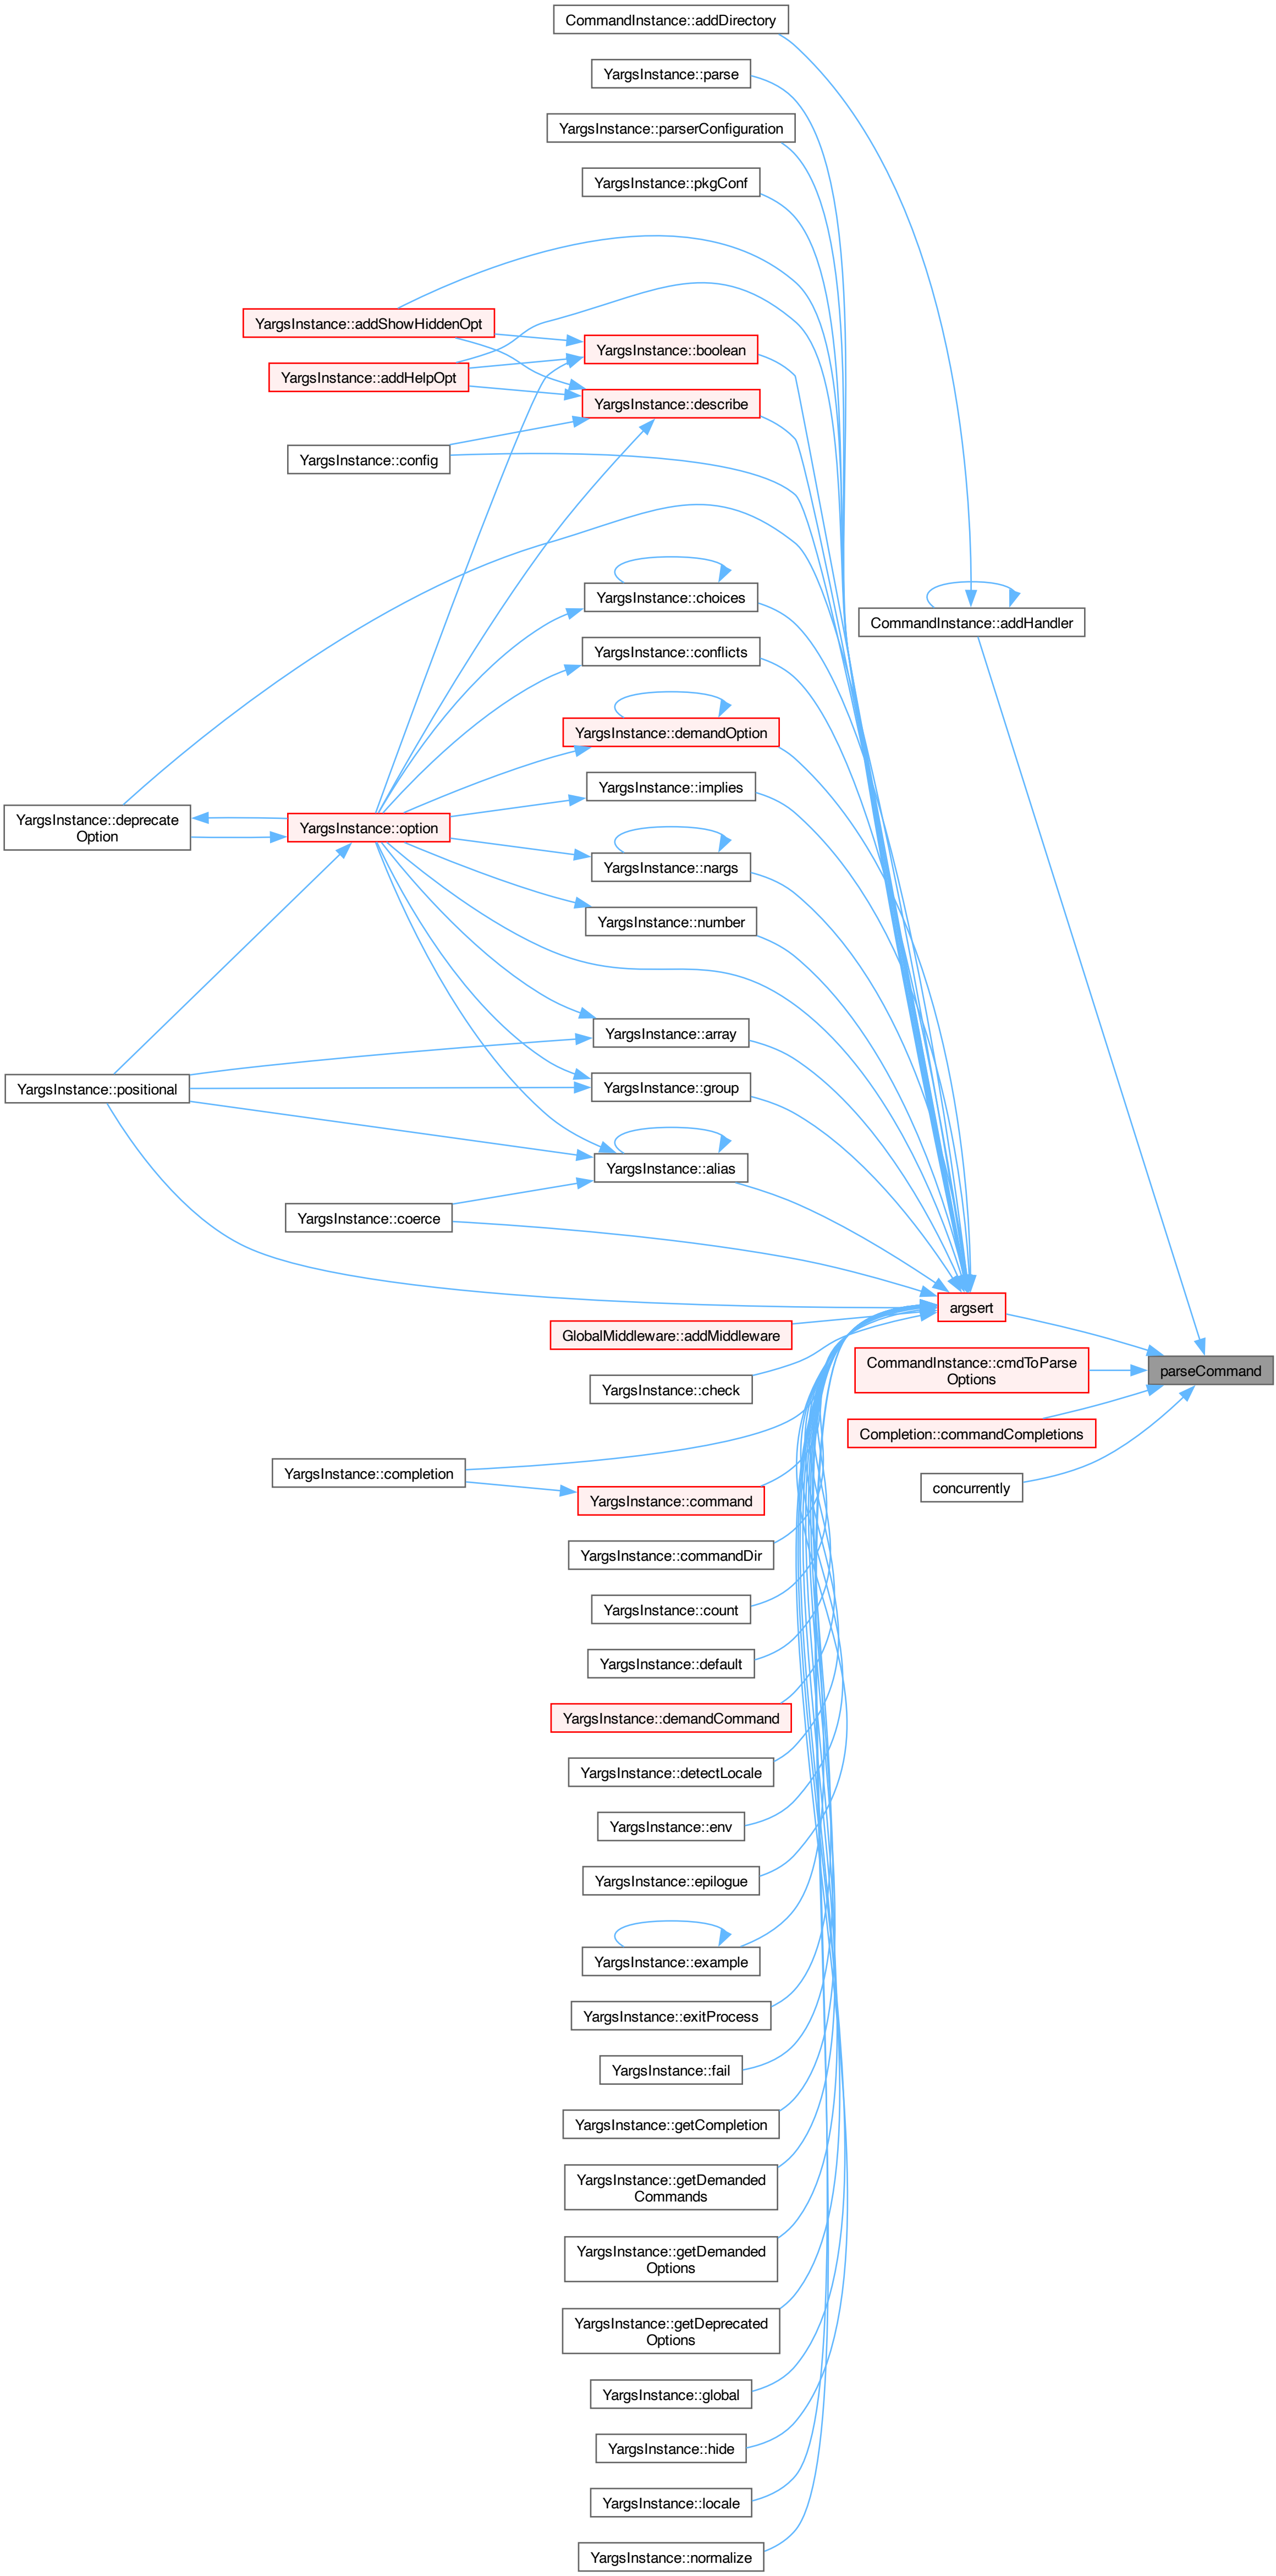 CommandInstance::addDirectory
YargsInstance::parse
YargsInstance::parserConfiguration
YargsInstance::pkgConf
YargsInstance::addShowHiddenOpt
YargsInstance::boolean
YargsInstance::addHelpOpt
YargsInstance::describe
YargsInstance::config
YargsInstance::choices
CommandInstance::addHandler
YargsInstance::conflicts
YargsInstance::demandOption
YargsInstance::implies
YargsInstance::deprecate
Option
YargsInstance::option
YargsInstance::nargs
YargsInstance::number
YargsInstance::array
YargsInstance::positional
YargsInstance::group
YargsInstance::alias
YargsInstance::coerce
argsert
GlobalMiddleware::addMiddleware
CommandInstance::cmdToParse
Options
parseCommand
YargsInstance::check
Completion::commandCompletions
YargsInstance::completion
concurrently
YargsInstance::command
YargsInstance::commandDir
YargsInstance::count
YargsInstance::default
YargsInstance::demandCommand
YargsInstance::detectLocale
YargsInstance::env
YargsInstance::epilogue
YargsInstance::example
YargsInstance::exitProcess
YargsInstance::fail
YargsInstance::getCompletion
YargsInstance::getDemanded
Commands
YargsInstance::getDemanded
Options
YargsInstance::getDeprecated
Options
YargsInstance::global
YargsInstance::hide
YargsInstance::locale
YargsInstance::normalize